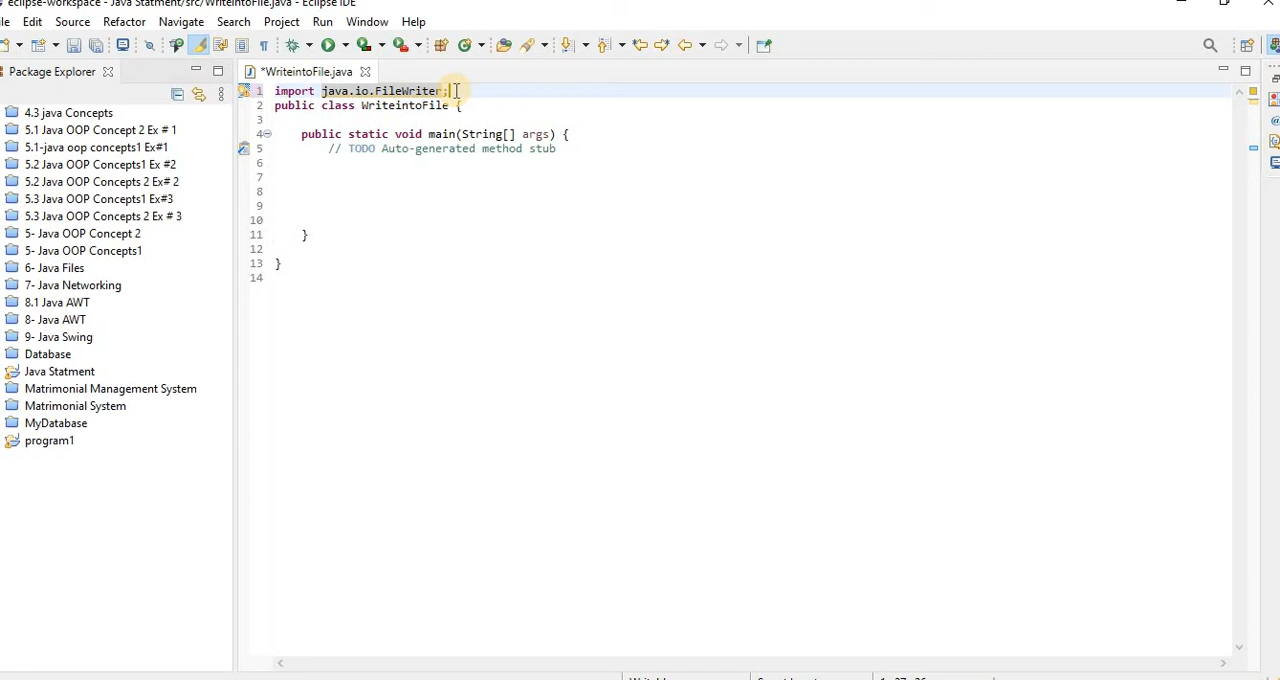 eclipse-workspace - Java Statment/src/WriteintoFile.java - Eclipse IDE
Edit Source Refactor Navigate Search Project Run Window Help
Package Explorer
*WriteintoFile.java
4.3 java Concepts
5.1 Java OOP Concept 2 Ex # 1
5.1-java oop concepts1 Ex#1
5.2 Java OOP Concepts1 Ex #2
5.2 Java OOP Concepts 2 Ex# 2
5.3 Java OOP Concepts1 Ex#3
5.3 Java OOP Concepts 2 Ex # 3
5- Java OOP Concept 2
5- Java OOP Concepts1
6- Java Files
7- Java Networking
8.1 Java AWT
8- Java AWT
9- Java Swing
Database
Java Statment
Matrimonial Management System
Matrimonial System
MyDatabase
program1
1 import java.io.FileWriter;
2 public class WriteintoFile {
3
4 public static void main(String[] args) {
5 // TODO Auto-generated method stub
6
7
8
9
10
11 }
12
13 }
14